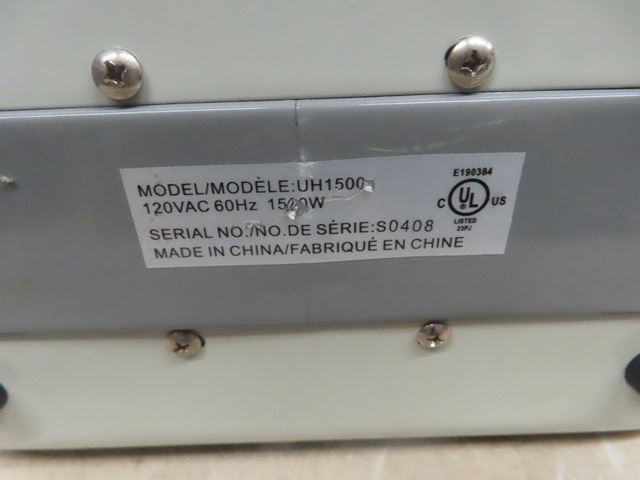 MODEL/MODÈLE:UH1500
120VAC 60Hz 1500W
SERIAL NO./NO.DE SÉRIE:S0408
MADE IN CHINA/FABRIQUÉ EN CHINE
E190384
C UL US
LISTED
23PJ